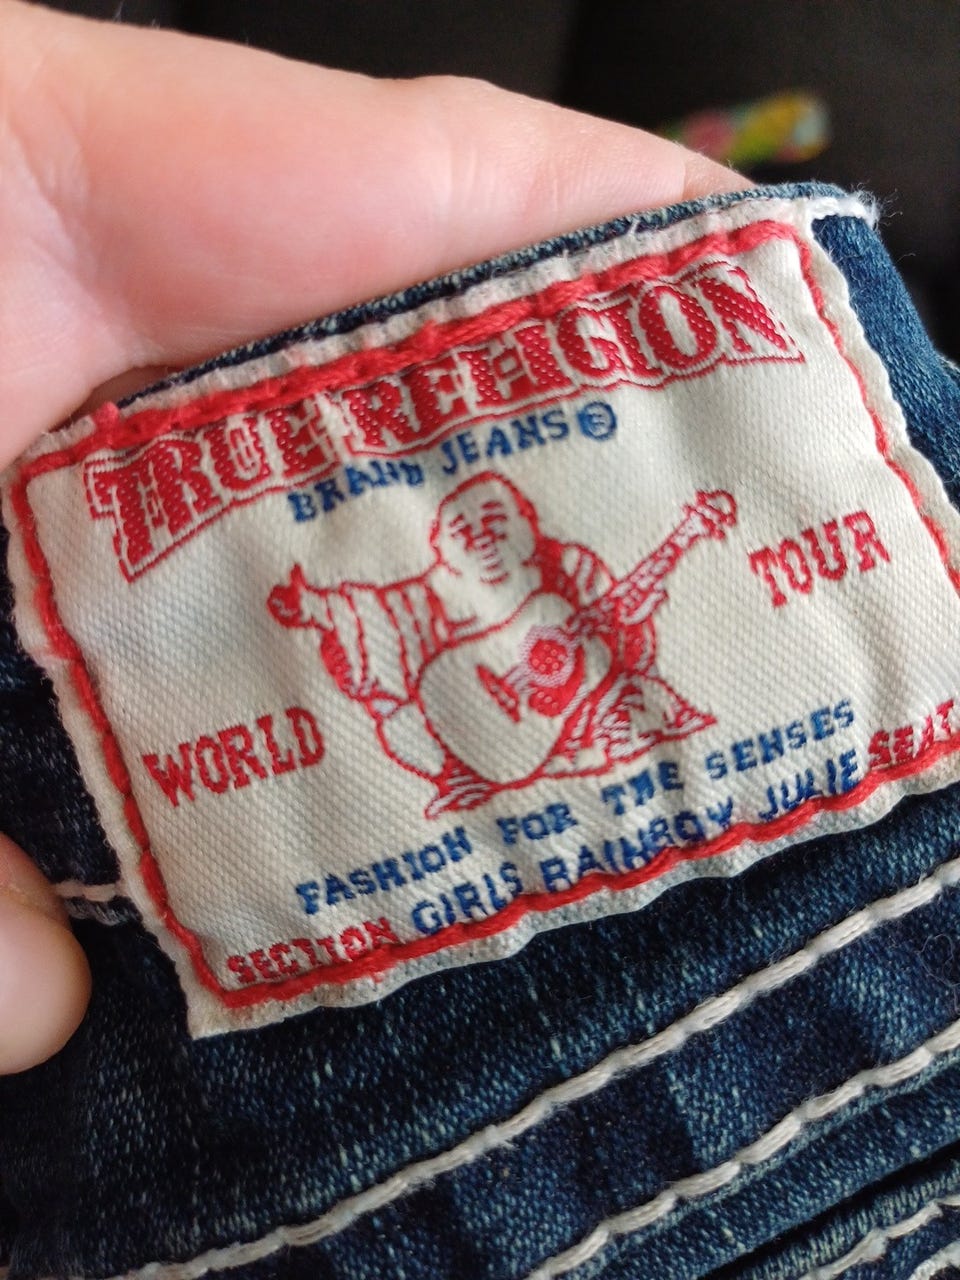 TRUE RELIGION
BRAND JEANS®
WORLD TOUR
FASHION FOR THE SENSES
SECTION GIRLS RAINBOW JULIE SEAT